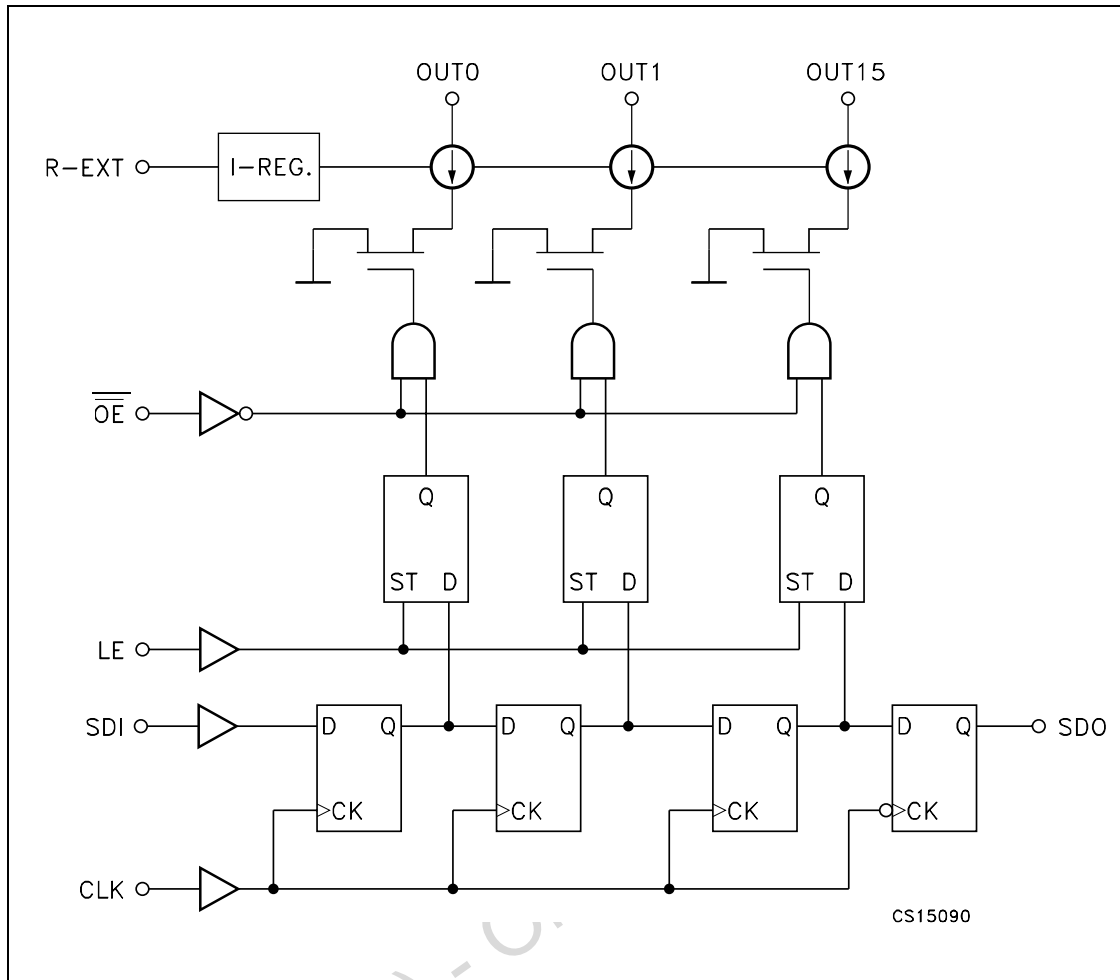 OUT0 OUT1 OUT15
R-EXT I-REG.
OE
Q Q Q
ST D ST D ST D
LE
SDI D Q D Q D Q D Q SDO
CK CK CK CK
CLK
CS15090